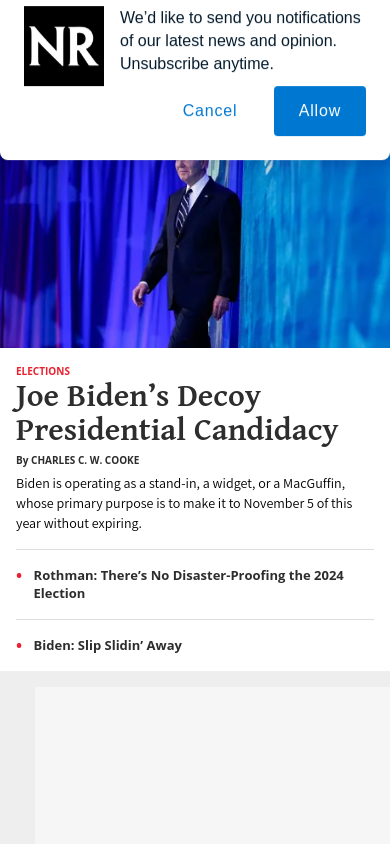 NR
We’d like to send you notifications
of our latest news and opinion.
Unsubscribe anytime.
Cancel
Allow
ELECTIONS
Joe Biden’s Decoy
Presidential Candidacy
By CHARLES C. W. COOKE
Biden is operating as a stand-in, a widget, or a MacGuffin,
whose primary purpose is to make it to November 5 of this
year without expiring.
• Rothman: There’s No Disaster-Proofing the 2024
Election
• Biden: Slip Slidin’ Away